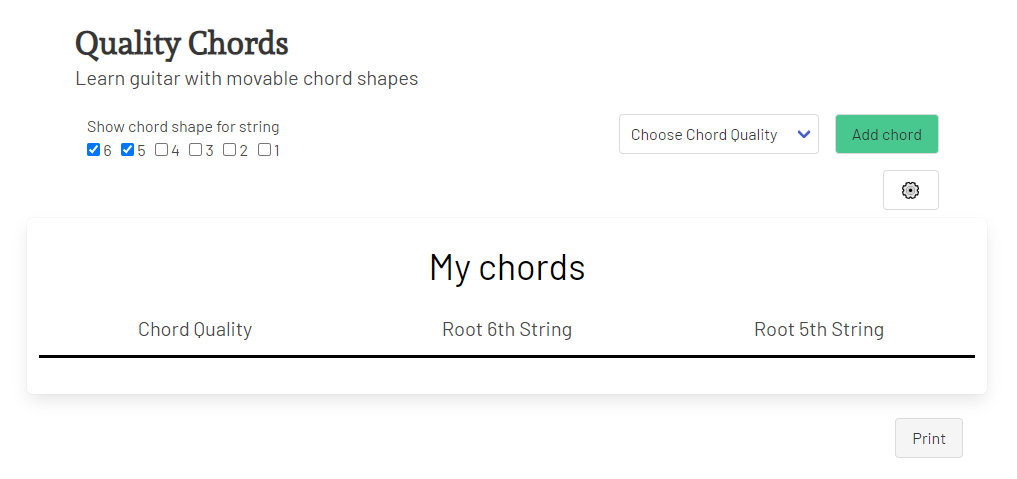 Quality Chords
Learn guitar with movable chord shapes
Show chord shape for string
6 5 4 3 2 1
Choose Chord Quality
Add chord
My chords
Chord Quality Root 6th String Root 5th String
Print